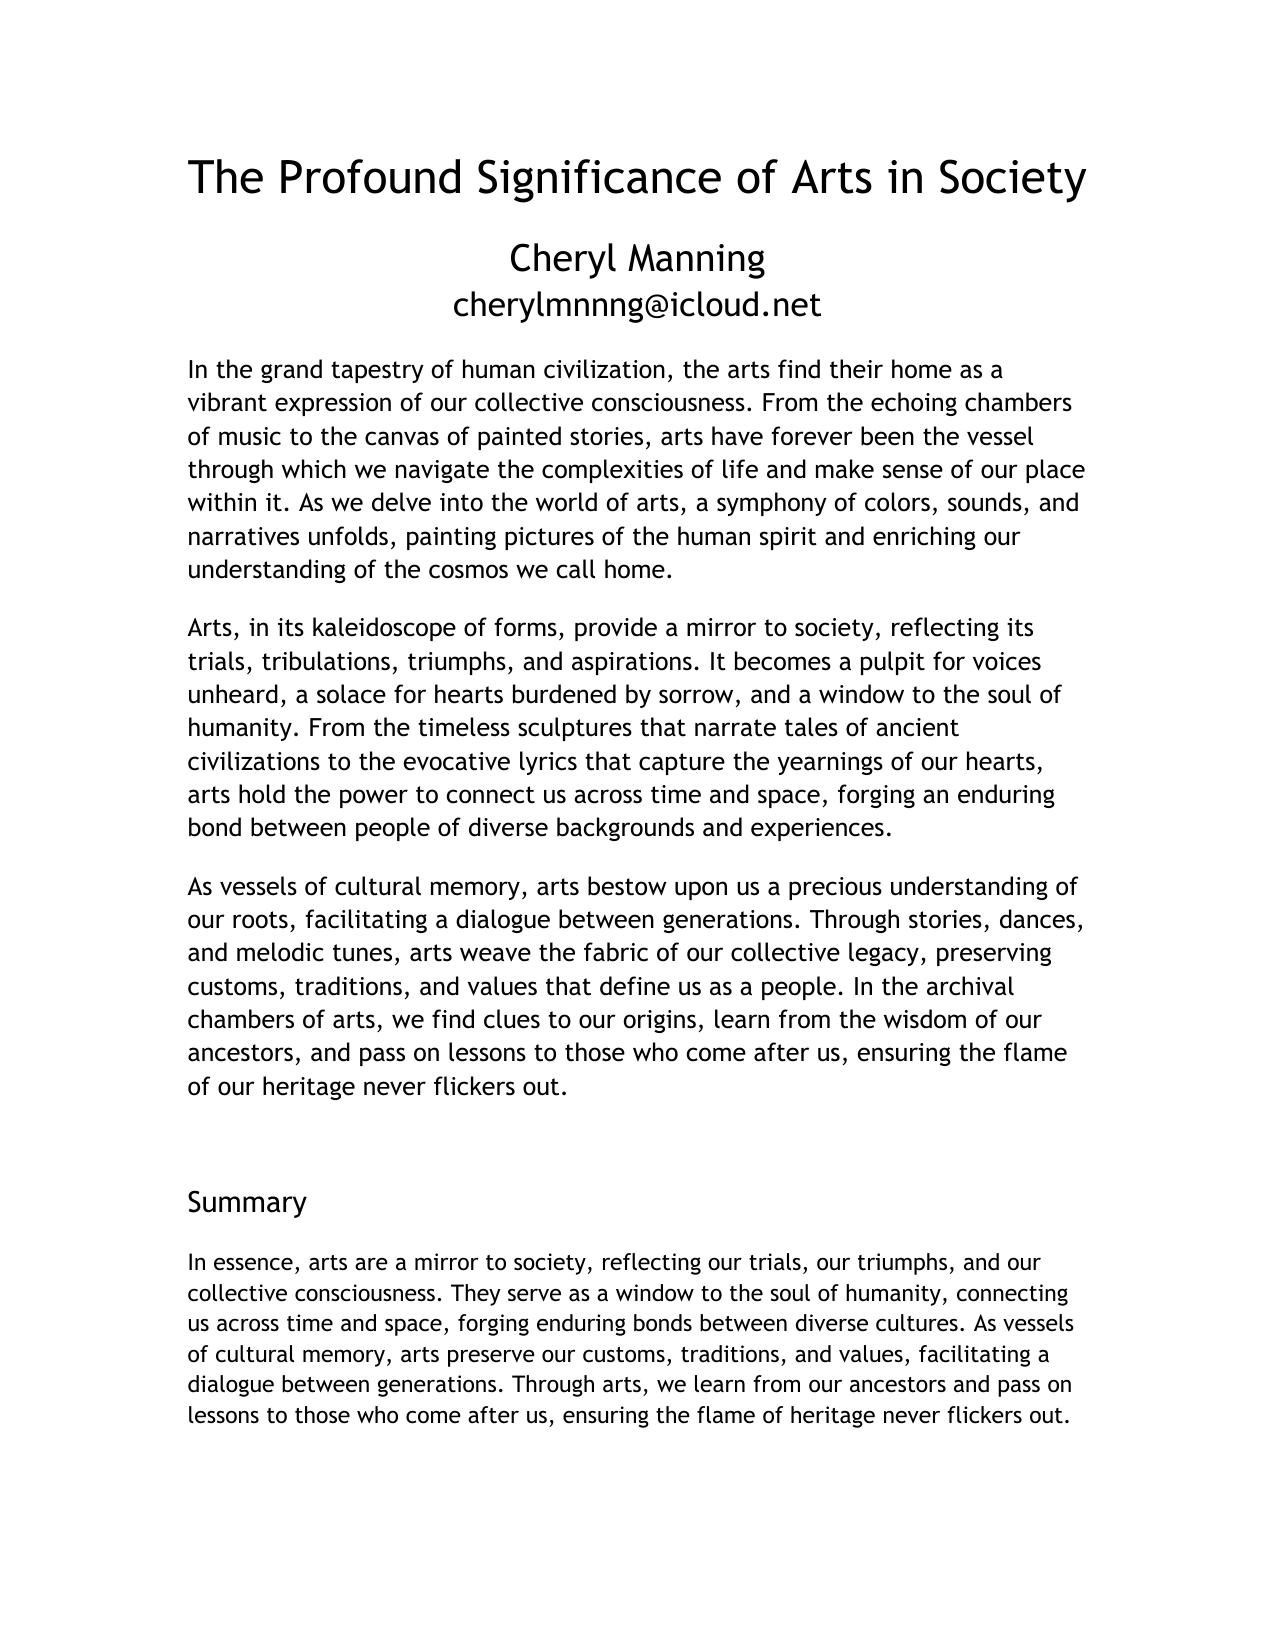 The Profound Significance of Arts in Society
Cheryl Manning
cherylmnnng@icloud.net
In the grand tapestry of human civilization, the arts find their home as a
vibrant expression of our collective consciousness. From the echoing chambers
of music to the canvas of painted stories, arts have forever been the vessel
through which we navigate the complexities of life and make sense of our place
within it. As we delve into the world of arts, a symphony of colors, sounds, and
narratives unfolds, painting pictures of the human spirit and enriching our
understanding of the cosmos we call home.
Arts, in its kaleidoscope of forms, provide a mirror to society, reflecting its
trials, tribulations, triumphs, and aspirations. It becomes a pulpit for voices
unheard, a solace for hearts burdened by sorrow, and a window to the soul of
humanity. From the timeless sculptures that narrate tales of ancient
civilizations to the evocative lyrics that capture the yearnings of our hearts,
arts hold the power to connect us across time and space, forging an enduring
bond between people of diverse backgrounds and experiences.
As vessels of cultural memory, arts bestow upon us a precious understanding of
our roots, facilitating a dialogue between generations. Through stories, dances,
and melodic tunes, arts weave the fabric of our collective legacy, preserving
customs, traditions, and values that define us as a people. In the archival
chambers of arts, we find clues to our origins, learn from the wisdom of our
ancestors, and pass on lessons to those who come after us, ensuring the flame
of our heritage never flickers out.
Summary
In essence, arts are a mirror to society, reflecting our trials, our triumphs, and our
collective consciousness. They serve as a window to the soul of humanity, connecting
us across time and space, forging enduring bonds between diverse cultures. As vessels
of cultural memory, arts preserve our customs, traditions, and values, facilitating a
dialogue between generations. Through arts, we learn from our ancestors and pass on
lessons to those who come after us, ensuring the flame of heritage never flickers out.